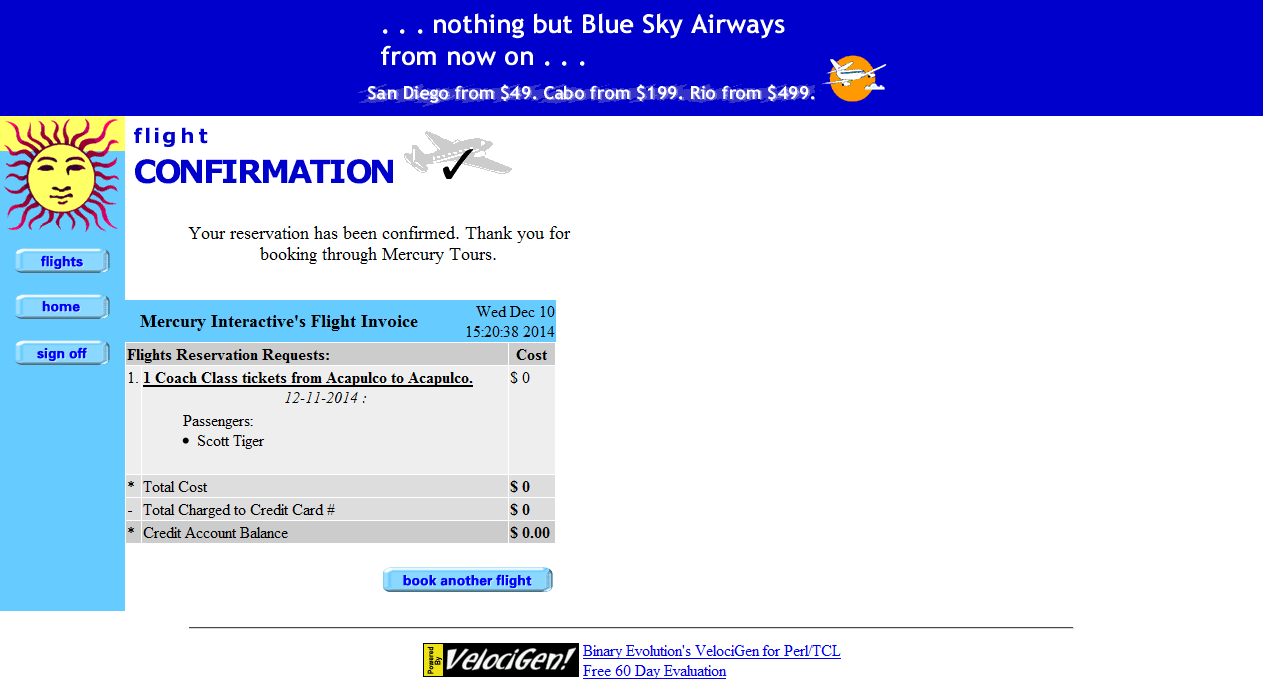 . . . nothing but Blue Sky Airways
from now on . . .
San Diego from $49. Cabo from $199. Rio from $499.
flight
CONFIRMATION
flights
home
sign off
Your reservation has been confirmed. Thank you for
booking through Mercury Tours.
Mercury Interactive's Flight Invoice
Wed Dec 10
15:20:38 2014
Flights Reservation Requests: Cost
1. 1 Coach Class tickets from Acapulco to Acapulco. $ 0
12-11-2014 :
Passengers:
• Scott Tiger
* Total Cost $ 0
- Total Charged to Credit Card # $ 0
* Credit Account Balance $ 0.00
book another flight
Powered By VelociGen!
Binary Evolution's VelociGen for Perl/TCL
Free 60 Day Evaluation